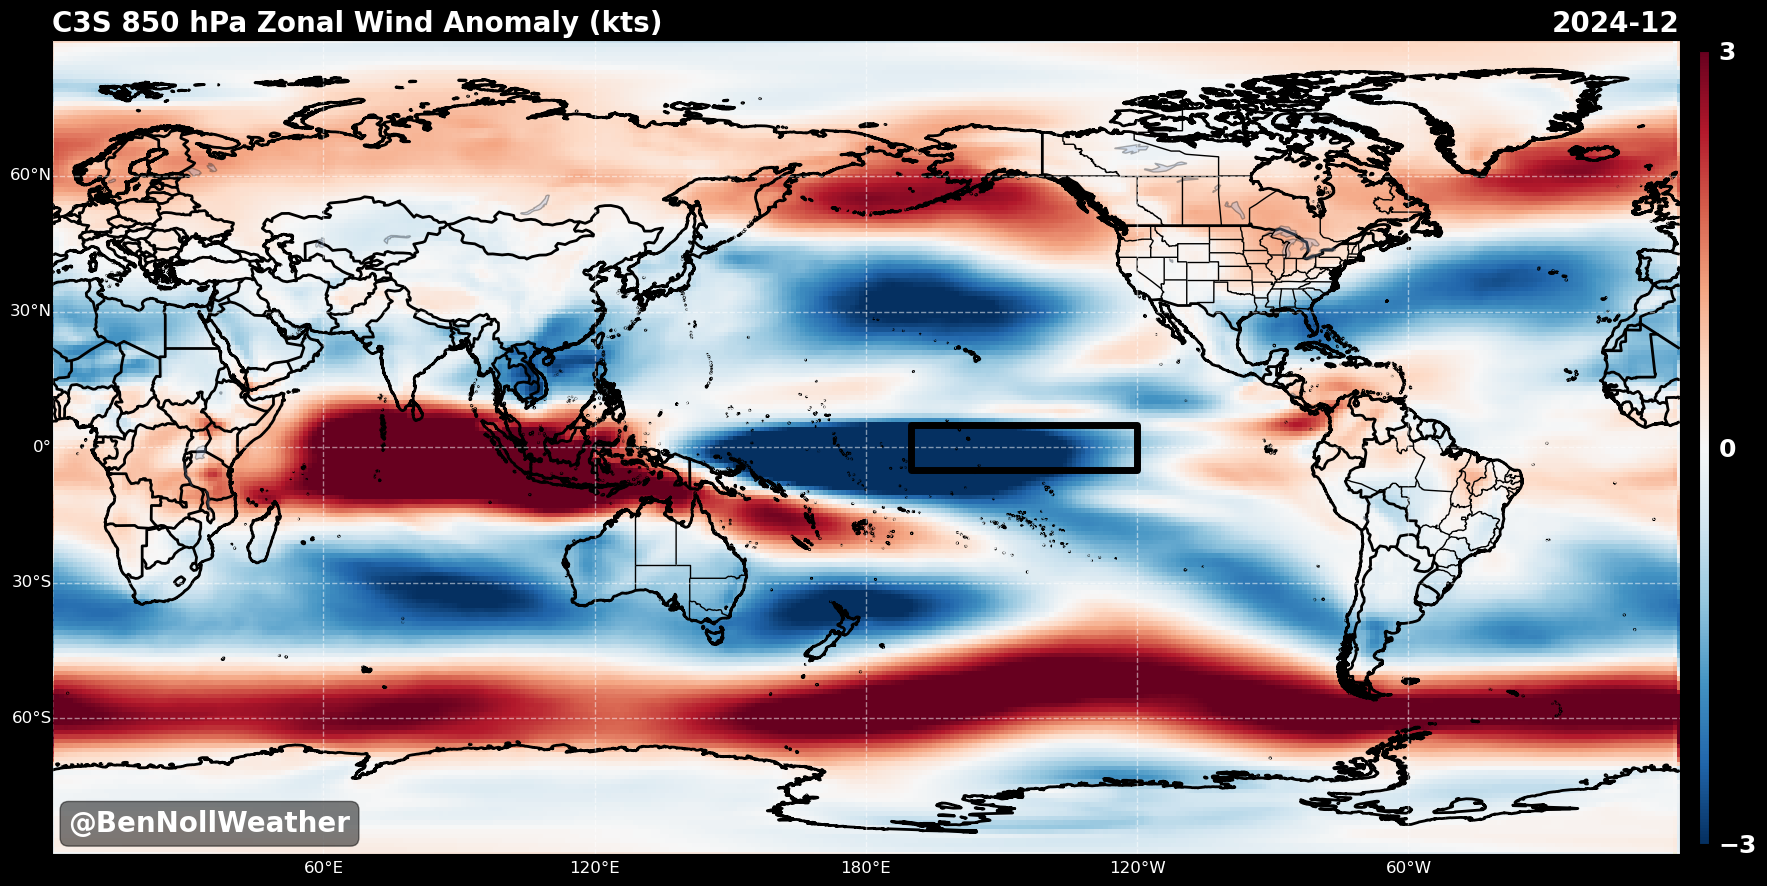 C3S 850 hPa Zonal Wind Anomaly (kts) 2024-12
3
60°N
30°N
0°
0
30°S
60°S
@BenNollWeather
−3
60°E 120°E 180°E 120°W 60°W